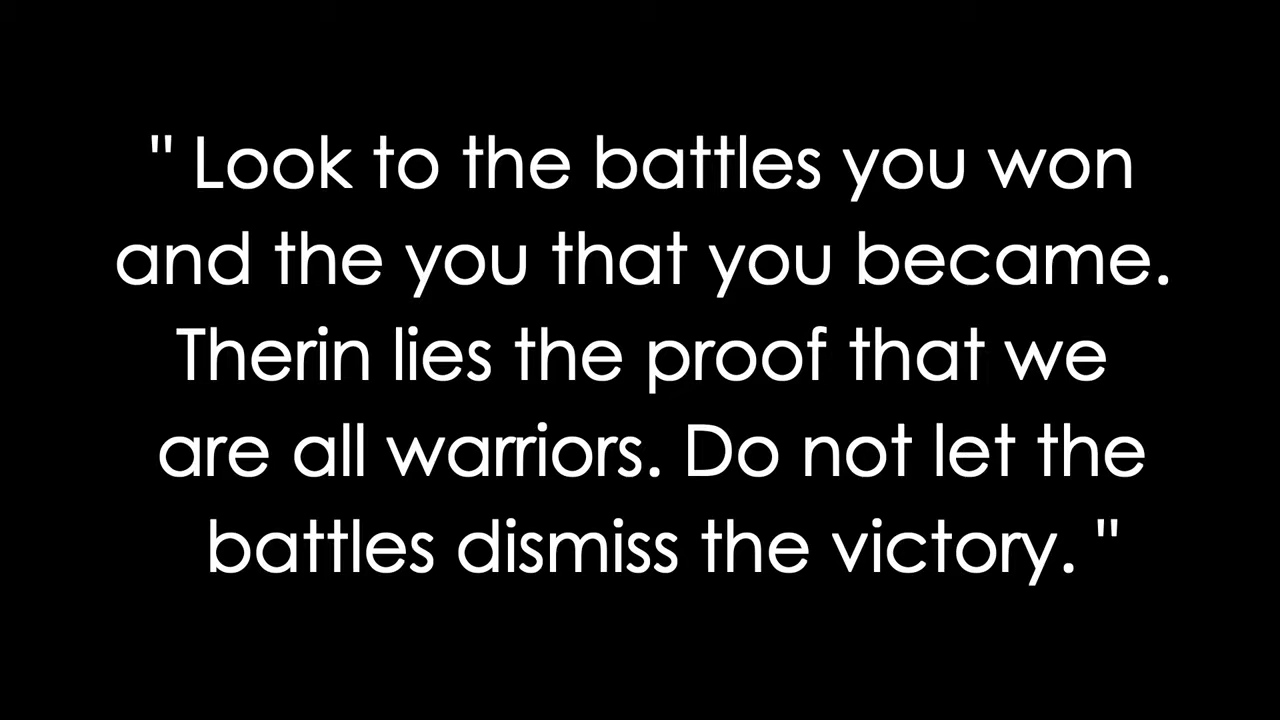 " Look to the battles you won
and the you that you became.
Therin lies the proof that we
are all warriors. Do not let the
battles dismiss the victory. "